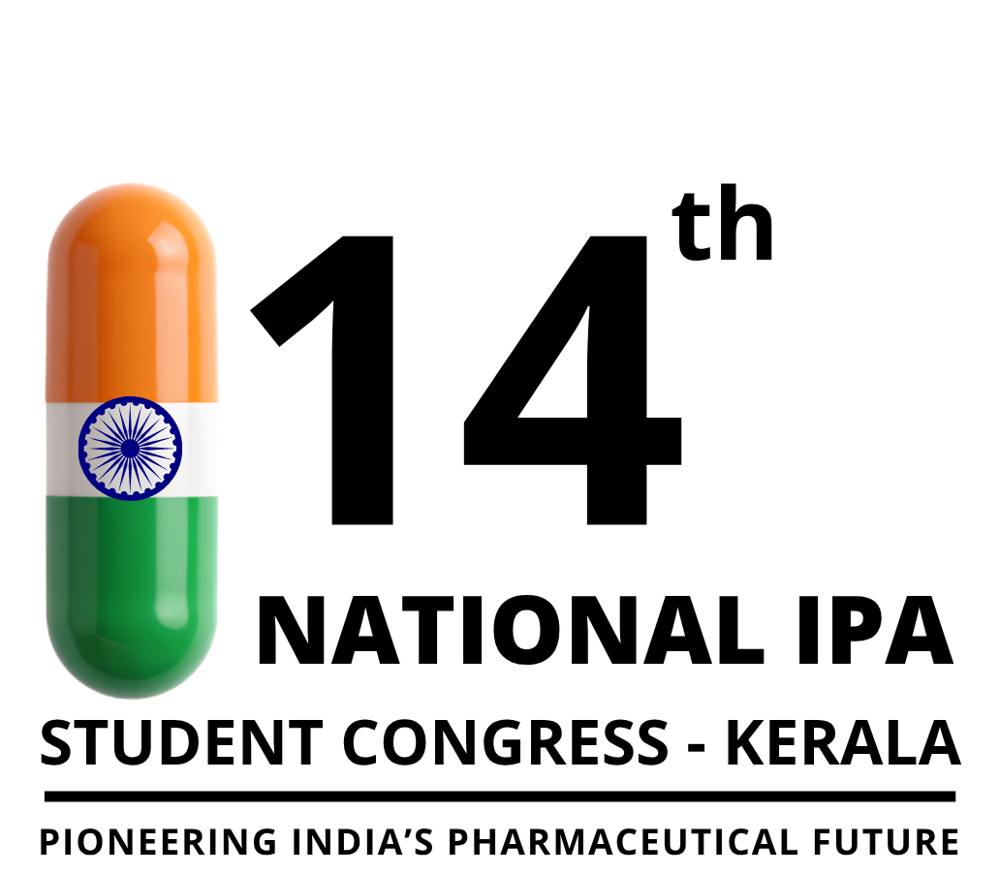 14th
NATIONAL IPA
STUDENT CONGRESS - KERALA
PIONEERING INDIA’S PHARMACEUTICAL FUTURE